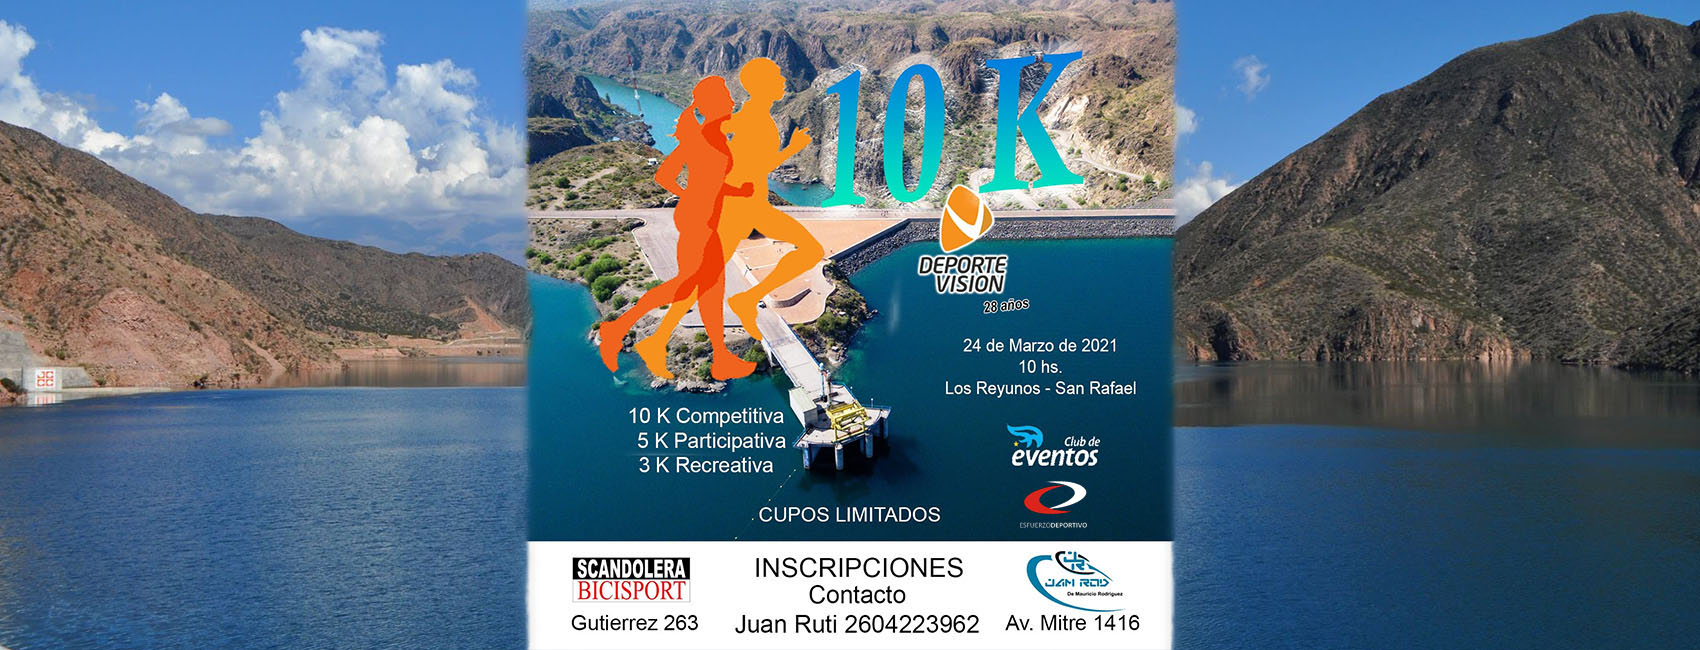 10 K
DEPORTE
VISION
28 años
24 de Marzo de 2021
10 hs.
Los Reyunos - San Rafael
10 K Competitiva
5 K Participativa
3 K Recreativa
Club de
eventos
ESFUERZODEPORTIVO
CUPOS LIMITADOS
SCANDOLERA
BICISPORT
Gutierrez 263
INSCRIPCIONES
Contacto
Juan Ruti 2604223962
JR
JAM ROD
De Mauricio Rodriguez
Av. Mitre 1416